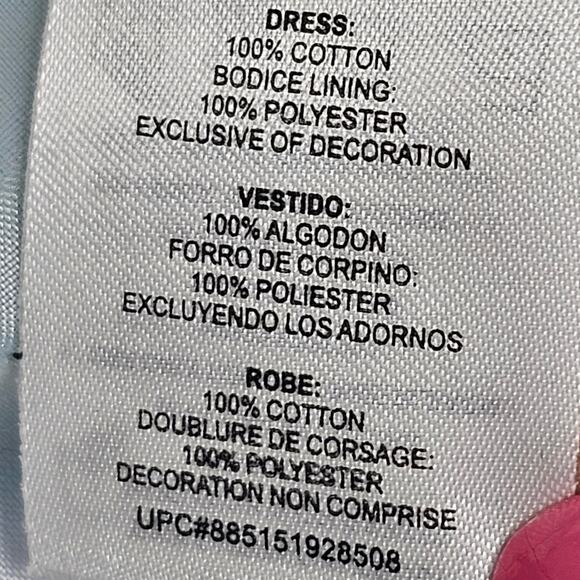 DRESS:
100% COTTON
BODICE LINING:
100% POLYESTER
EXCLUSIVE OF DECORATION
VESTIDO:
100% ALGODON
FORRO DE CORPINO:
100% POLIESTER
EXCLUYENDO LOS ADORNOS
ROBE:
100% COTTON
DOUBLURE DE CORSAGE:
100% POLYESTER
DECORATION NON COMPRISE
UPC#885151928508